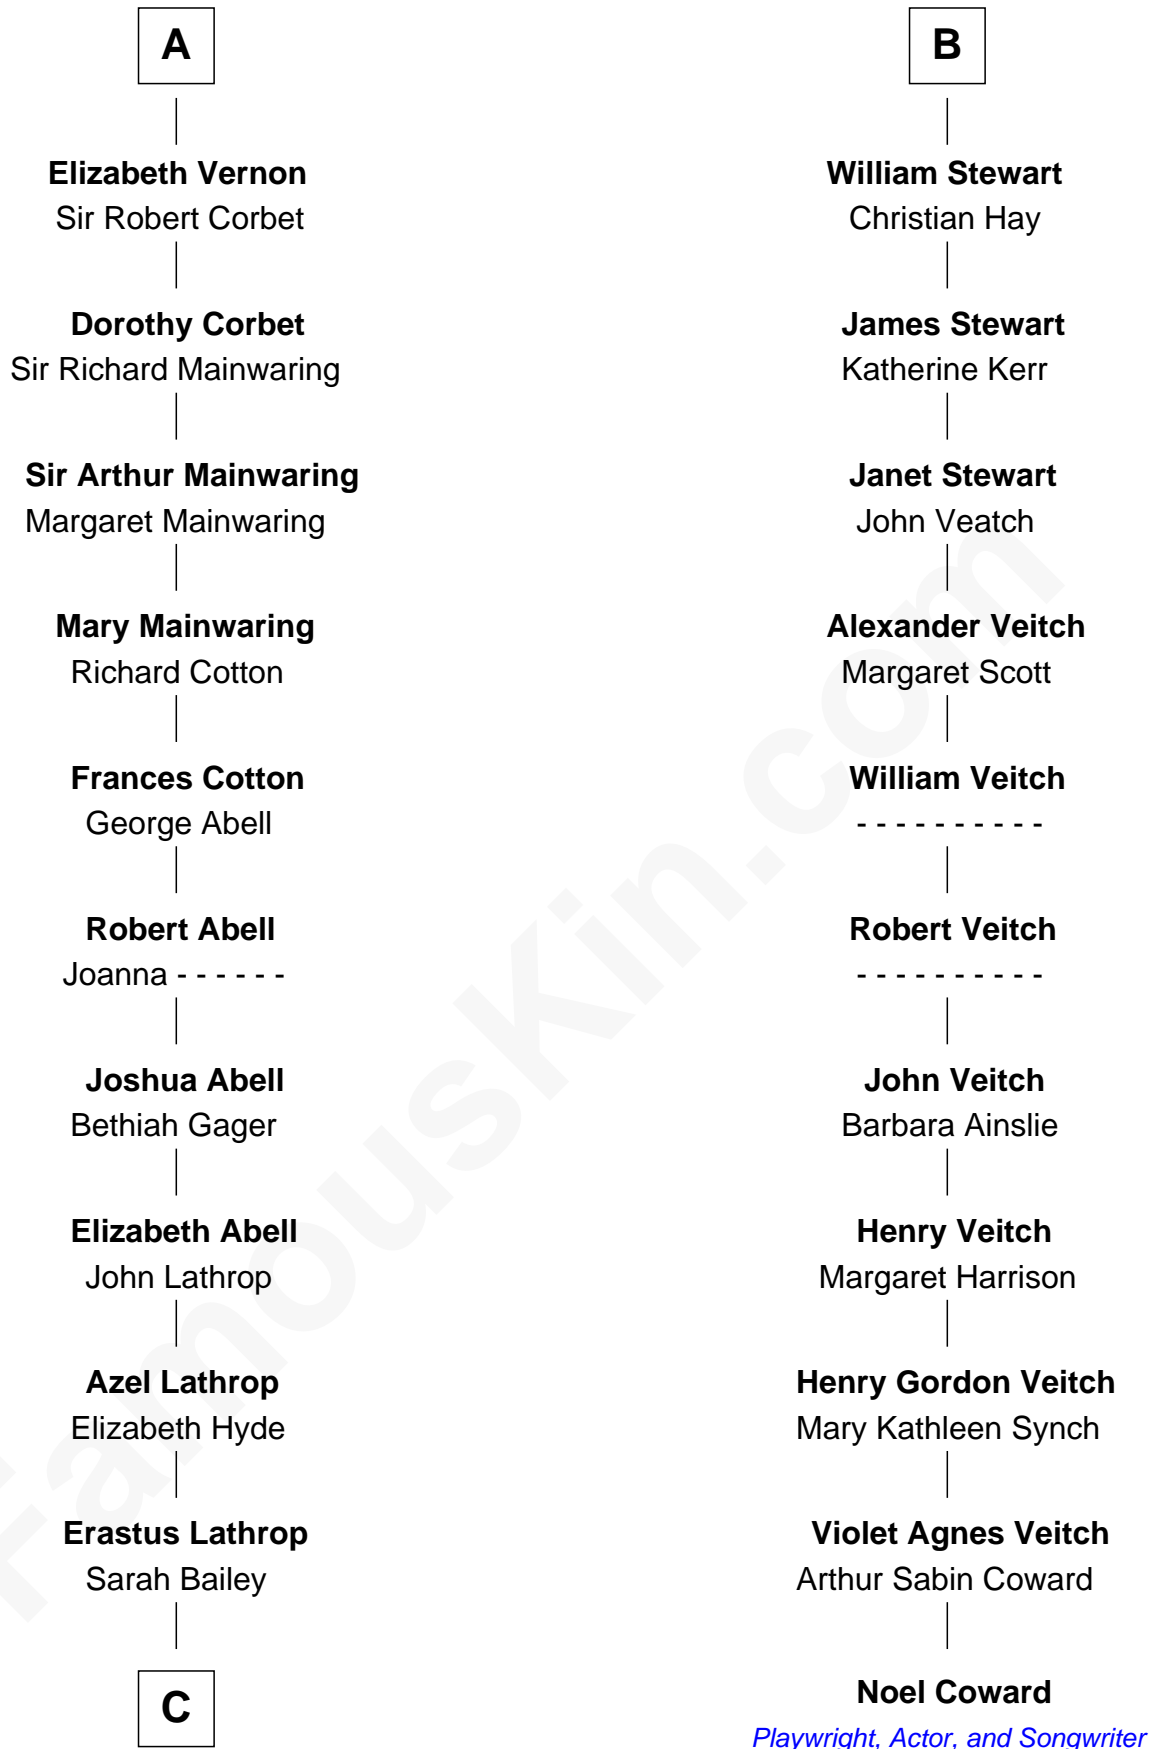 A
Elizabeth Vernon
Sir Robert Corbet
Dorothy Corbet
Sir Richard Mainwaring
Sir Arthur Mainwaring
Margaret Mainwaring
Mary Mainwaring
Richard Cotton
Frances Cotton
George Abell
Robert Abell
Joanna - - - - - -
Joshua Abell
Bethiah Gager
Elizabeth Abell
John Lathrop
Azel Lathrop
Elizabeth Hyde
Erastus Lathrop
Sarah Bailey
C
B
William Stewart
Christian Hay
James Stewart
Katherine Kerr
Janet Stewart
John Veatch
Alexander Veitch
Margaret Scott
William Veitch
- - - - - - - - - -
Robert Veitch
- - - - - - - - - -
John Veitch
Barbara Ainslie
Henry Veitch
Margaret Harrison
Henry Gordon Veitch
Mary Kathleen Synch
Violet Agnes Veitch
Arthur Sabin Coward
Noel Coward
Playwright, Actor, and Songwriter
FamousKin.com